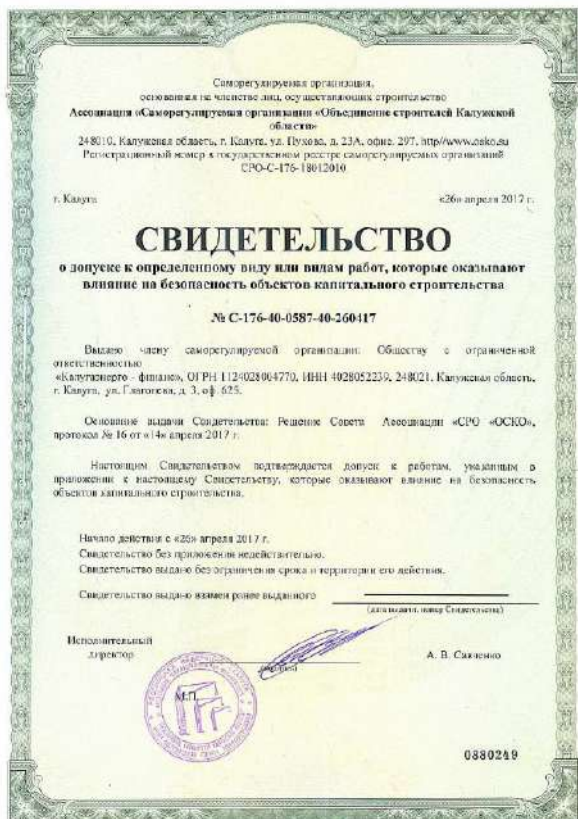 Саморегулируемая организация,
основанная на членстве лиц, осуществляющих строительство
Ассоциация «Саморегулируемая организация «Объединение строителей Калужской
области»
248010, Калужская область, г. Калуга, ул. Пухова, д. 23А, офис. 297, http//www.osko.su
Регистрационный номер в государственном реестре саморегулируемых организаций
СРО-С-176-18012010
г. Калуга
«26» апреля 2017 г.
СВИДЕТЕЛЬСТВО
о допуске к определенному виду или видам работ, которые оказывают
влияние на безопасность объектов капитального строительства
№ С-176-40-0587-40-260417
Выдано члену саморегулируемой организации: Обществу с ограниченной
ответственностью
«Калугаэнерго - финанс», ОГРН 1124028004770, ИНН 4028052239, 248021, Калужская область,
г. Калуга, ул. Глаголева, д. 3, оф. 625.
Основание выдачи Свидетельства: Решение Совета Ассоциации «СРО «ОСКО»,
протокол № 16 от «14» апреля 2017 г.
Настоящим Свидетельством подтверждается допуск к работам, указанным в
приложении к настоящему Свидетельству, которые оказывают влияние на безопасность
объектов капитального строительства.
Начало действия с «26» апреля 2017 г.
Свидетельство без приложения недействительно.
Свидетельство выдано без ограничения срока и территории его действия.
Свидетельство выдано взамен ранее выданного
(дата выдачи, номер Свидетельства)
Исполнительный
директор
(подпись)
А. В. Савченко
М.П.
0880249